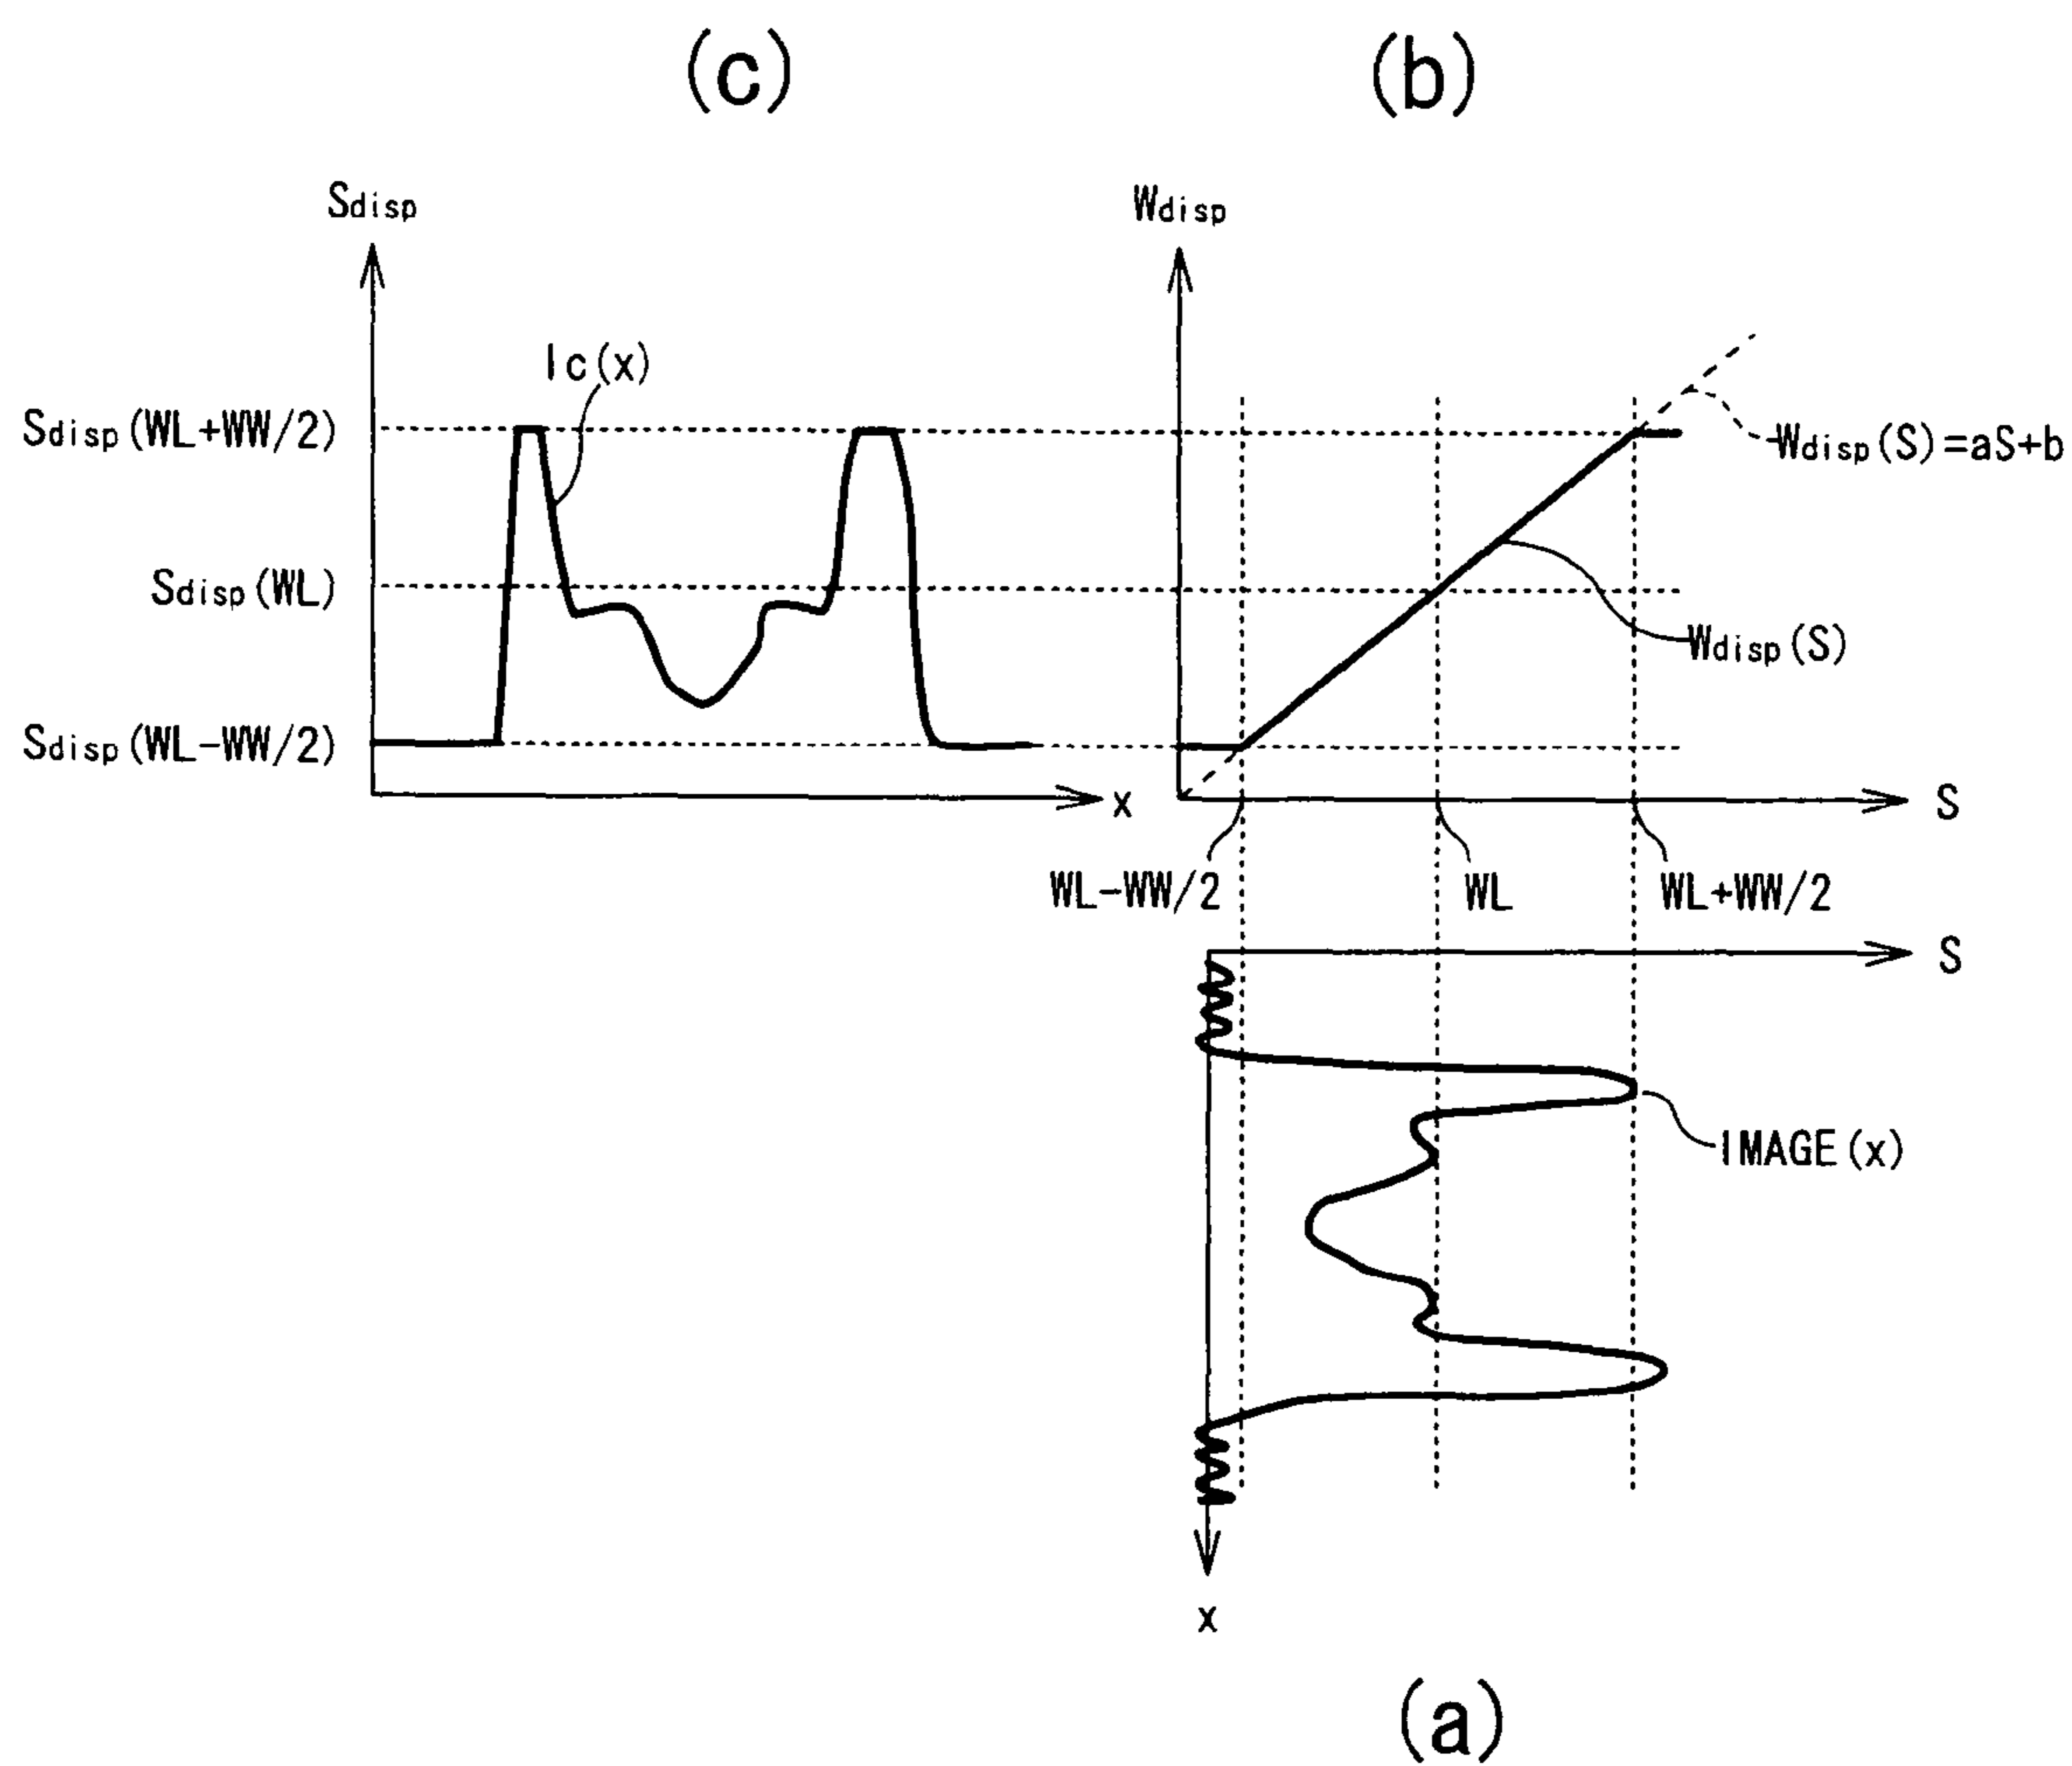 (c)
(b)
Sdisp
Wdisp
Ic(x)
Sdisp(WL+WW/2)
Wdisp(S)=aS+b
Sdisp(WL)
Wdisp(S)
Sdisp(WL-WW/2)
x
S
WL-WW/2
WL
WL+WW/2
S
IMAGE(x)
x
(a)